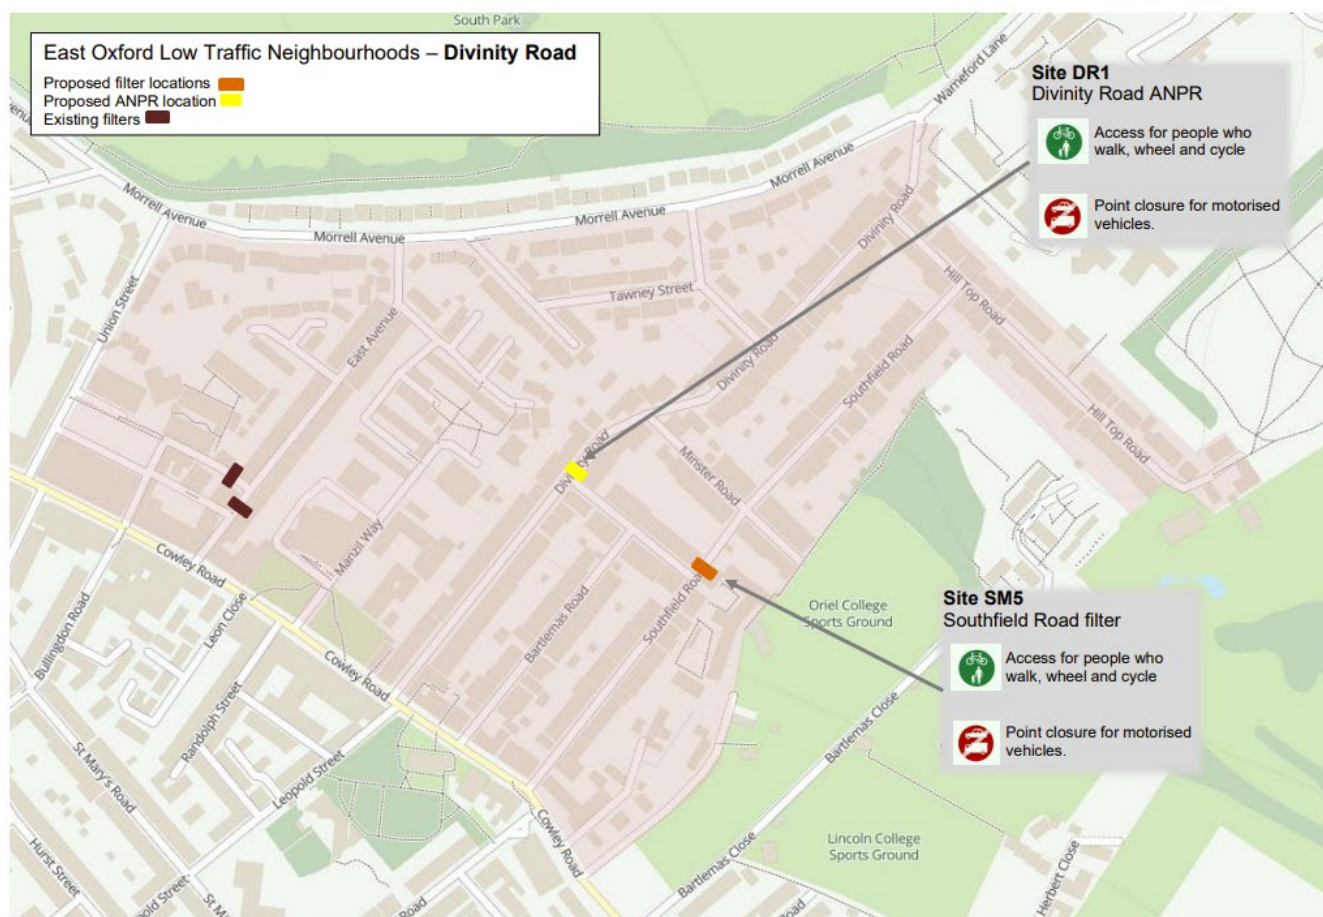 South Park
East Oxford Low Traffic Neighbourhoods – Divinity Road
Proposed filter locations
Proposed ANPR location
Existing filters
Warneford Lane
Site DR1
Divinity Road ANPR
Access for people who
walk, wheel and cycle
Point closure for motorised
vehicles.
Morrell Avenue
Morrell Avenue
Morrell Avenue
Morrell Avenue
Divinity Road
Hill Top Road
Tawney Street
Union Street
East Avenue
Divinity Road
Southfield Road
Hill Top Road
Divinity Road
Minster Road
Manzil Way
Cowley Road
Bartlemas Road
Southfield Road
Oriel College
Sports Ground
Site SM5
Southfield Road filter
Access for people who
walk, wheel and cycle
Point closure for motorised
vehicles.
Bullingdon Road
Leon Close
Cowley Road
Randolph Street
Leopold Street
St Mary's Road
Bartlemas Close
Cowley Road
Lincoln College
Sports Ground
Bartlemas Close
Herbert Close
Hurst Street
St M
pold Street
Road
Road